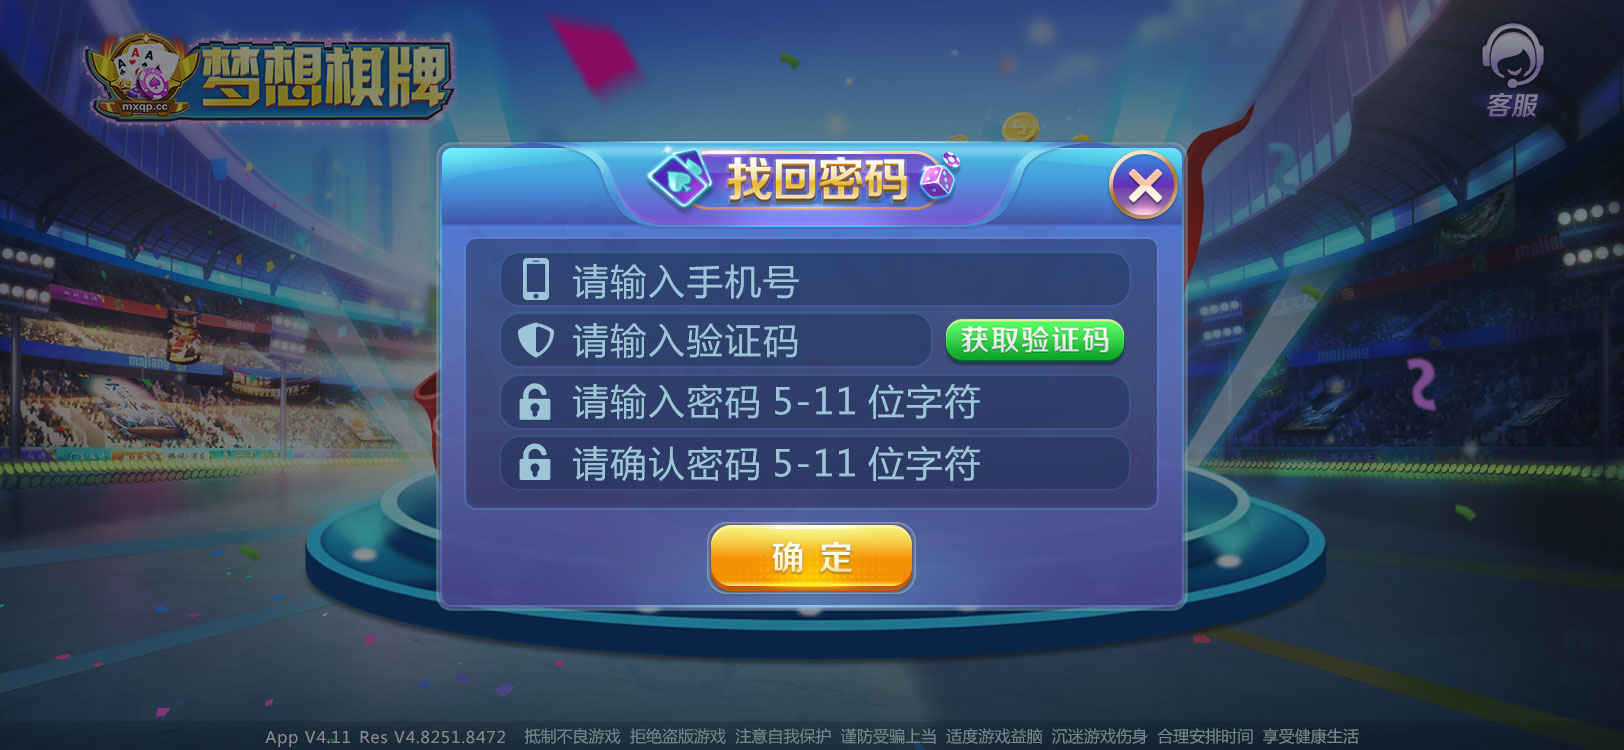 梦想棋牌
mxqp.cc
客服
找回密码
请输入手机号
请输入验证码
获取验证码
请输入密码 5-11 位字符
请确认密码 5-11 位字符
确 定
majiang
majiang
majiang
majiang
App V4.11 Res V4.8251.8472 抵制不良游戏 拒绝盗版游戏 注意自我保护 谨防受骗上当 适度游戏益脑 沉迷游戏伤身 合理安排时间 享受健康生活